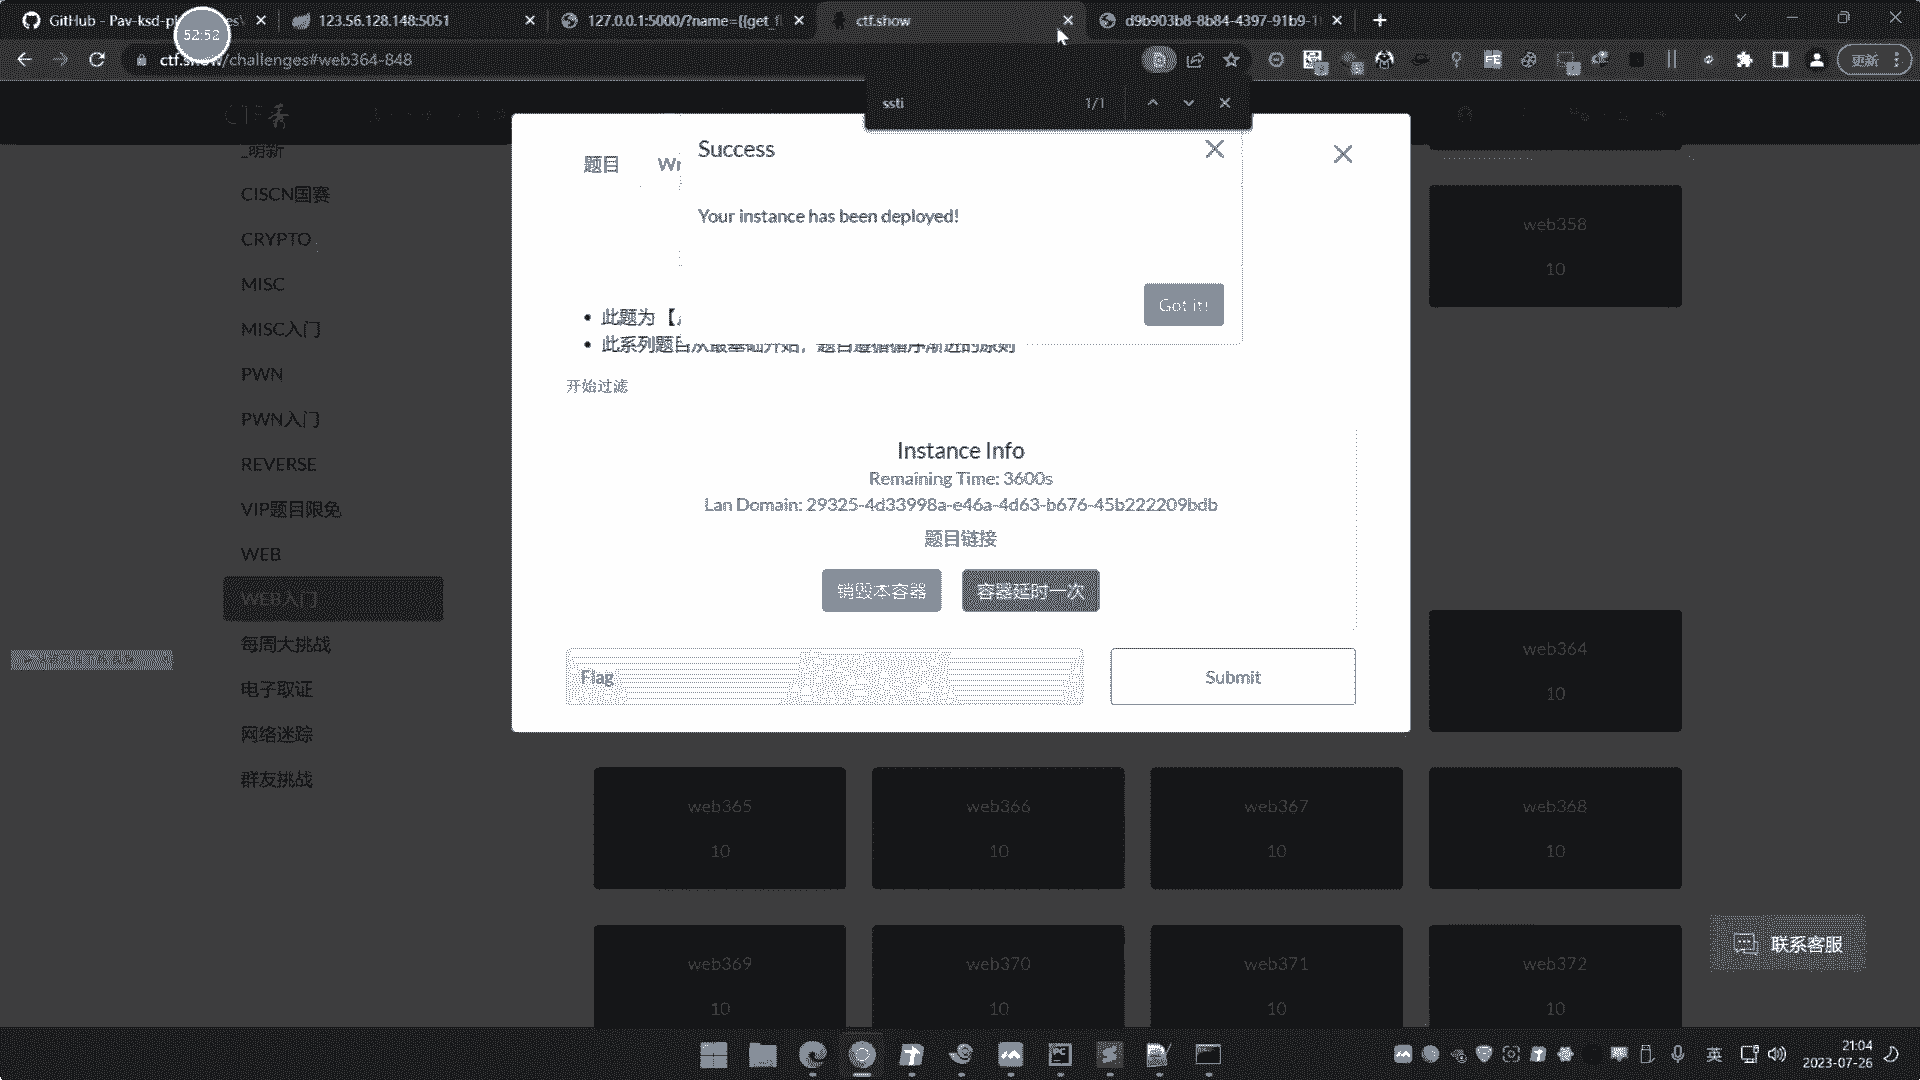 GitHub - Pav-ksd-pl
52:52
123.56.128.148:5051
127.0.0.1:5000/?name={{get_fl
ctf.show
d9b903b8-8b84-4397-91b9-1
ctf.show/challenges#web364-848
更新
ssti
1/1
CTF秀
_萌新
CISCN国赛
CRYPTO
MISC
MISC入门
PWN
PWN入门
REVERSE
VIP题目限免
WEB
WEB入门
每周大挑战
电子取证
网络迷踪
群友挑战
题目
Wr
Success
Your instance has been deployed!
Got it!
此题为
此系列题目从最基础开始，题目遵循循序渐进的原则
开始过滤
Instance Info
Remaining Time: 3600s
Lan Domain: 29325-4d33998a-e46a-4d63-b676-45b222209bdb
题目链接
销毁本容器
容器延时一次
Flag
Submit
web358
10
web364
10
web365
10
web366
10
web367
10
web368
10
web369
10
web370
10
web371
10
web372
10
联系客服
英
21:04
2023-07-26